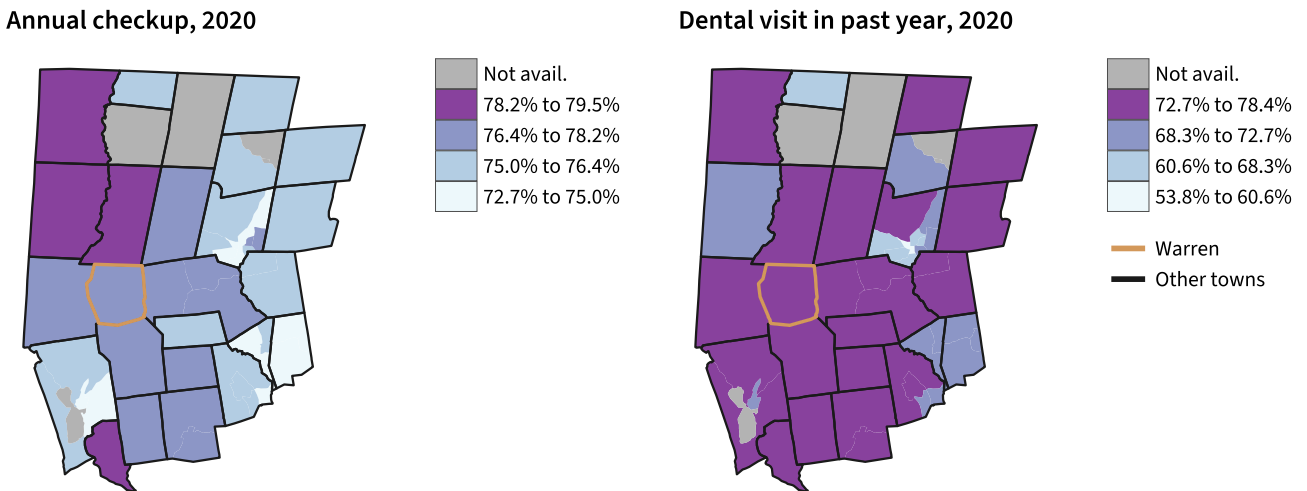 Annual checkup, 2020
Not avail.
78.2% to 79.5%
76.4% to 78.2%
75.0% to 76.4%
72.7% to 75.0%
Dental visit in past year, 2020
Not avail.
72.7% to 78.4%
68.3% to 72.7%
60.6% to 68.3%
53.8% to 60.6%
Warren
Other towns